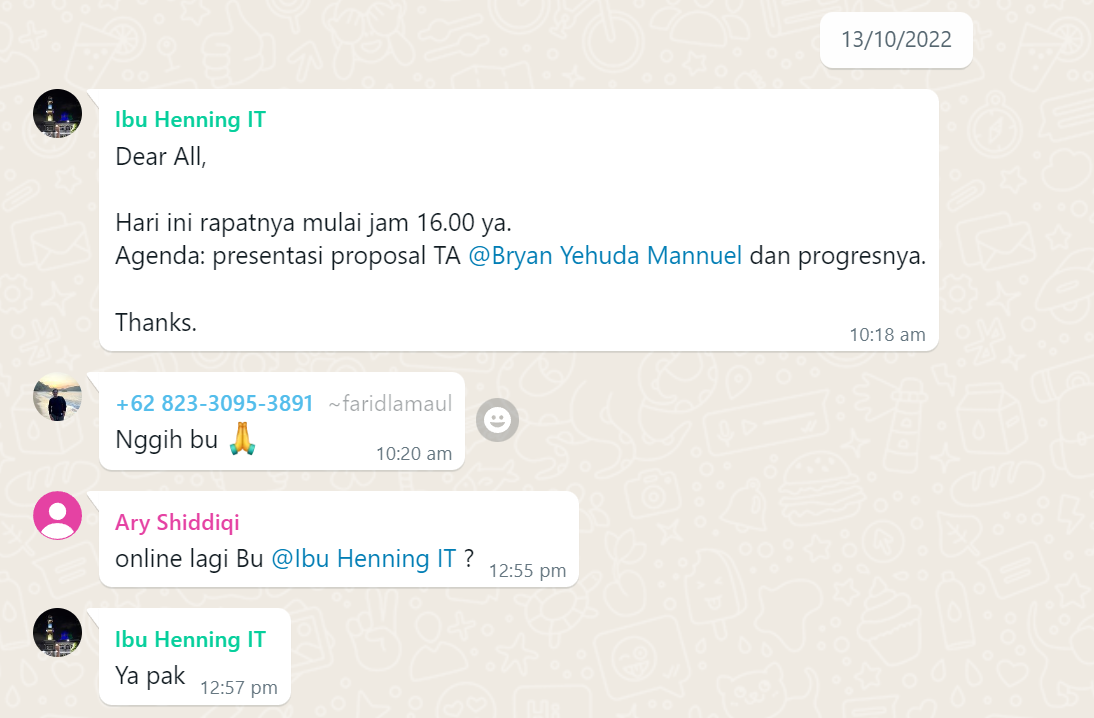 13/10/2022
Ibu Henning IT
Dear All,
Hari ini rapatnya mulai jam 16.00 ya.
Agenda: presentasi proposal TA @Bryan Yehuda Mannuel dan progresnya.
Thanks.
10:18 am
+62 823-3095-3891 ~faridlamaul
Nggih bu 🙏
10:20 am
Ary Shiddiqi
online lagi Bu @Ibu Henning IT ?
12:55 pm
Ibu Henning IT
Ya pak
12:57 pm